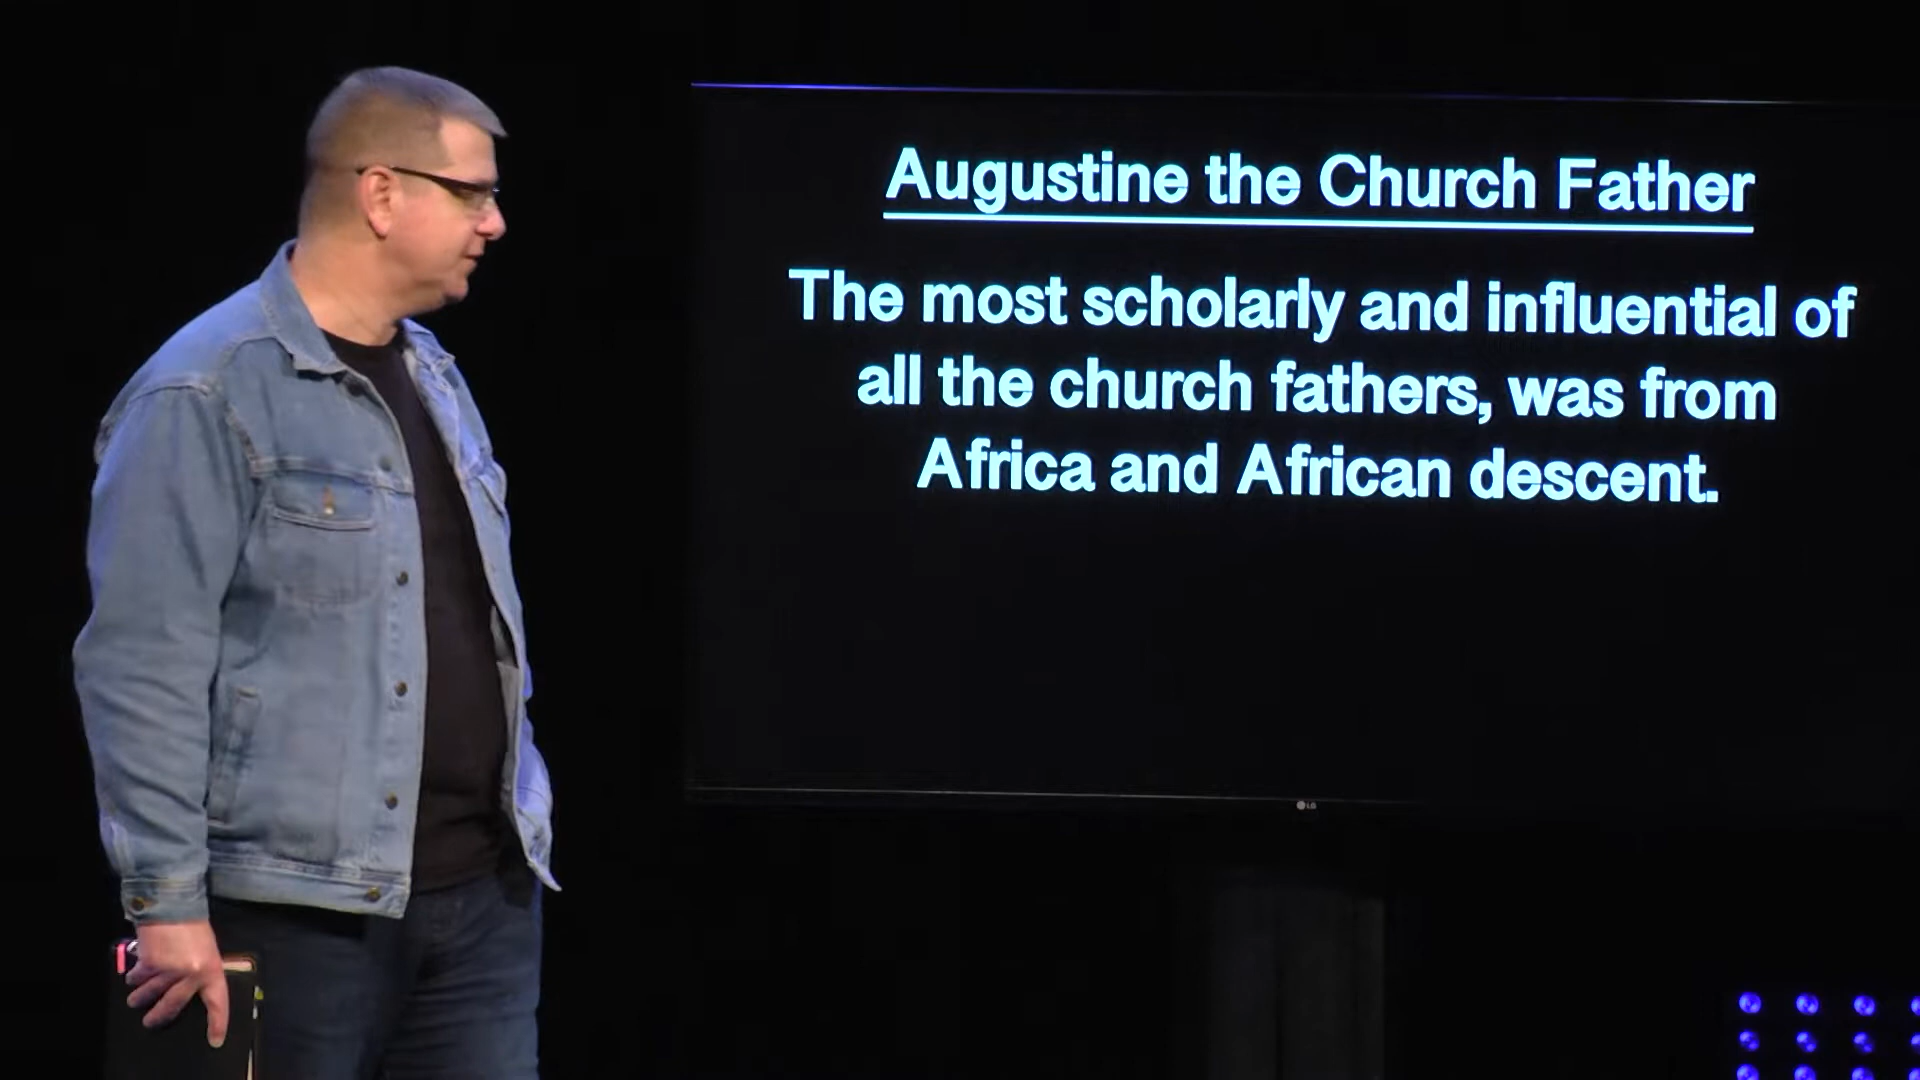 Augustine the Church Father
The most scholarly and influential of
all the church fathers, was from
Africa and African descent.
LG